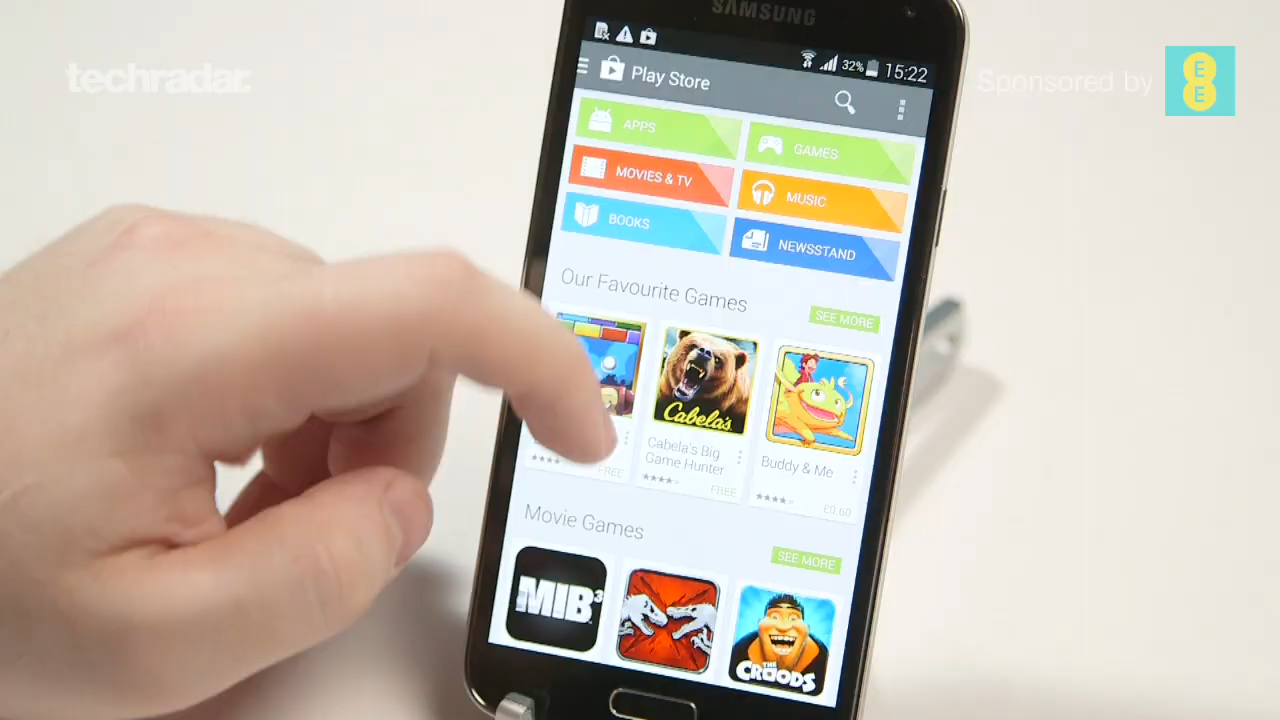 SAMSUNG
techradar.
Sponsored by
EE
32% 15:22
Play Store
APPS
GAMES
MOVIES & TV
MUSIC
BOOKS
NEWSSTAND
Our Favourite Games
SEE MORE
Cabela's
Cabela's Big
Game Hunter
Buddy & Me
FREE
FREE
£0.60
Movie Games
SEE MORE
MIB³
THE
CROODS